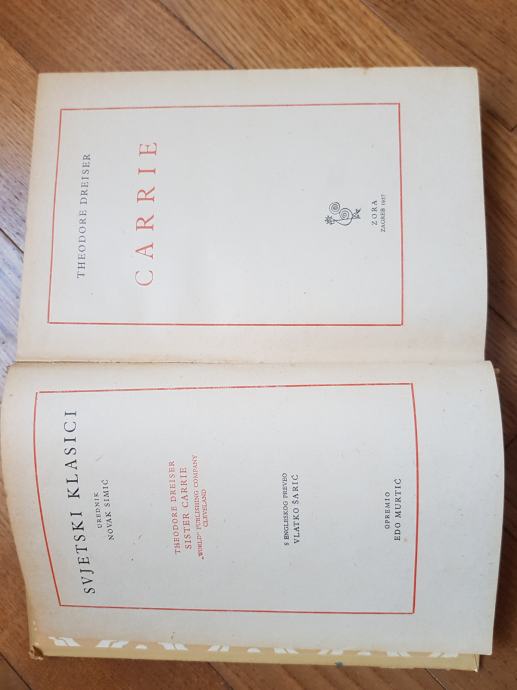 SVJETSKI KLASICI
UREDNIK
NOVAK SIMIĆ
THEODORE DREISER
SISTER CARRIE
„WORLD" PUBLISHING COMPANY
CLEVELAND
S ENGLESKOG PREVEO
VLATKO ŠARIĆ
OPREMIO
EDO MURTIĆ
THEODORE DREISER
CARRIE
ZORA
ZAGREB 1957